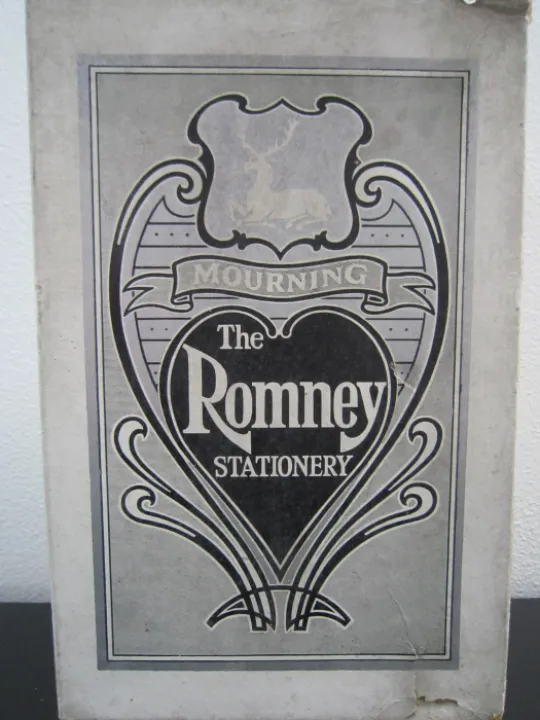 MOURNING
The
Romney
STATIONERY